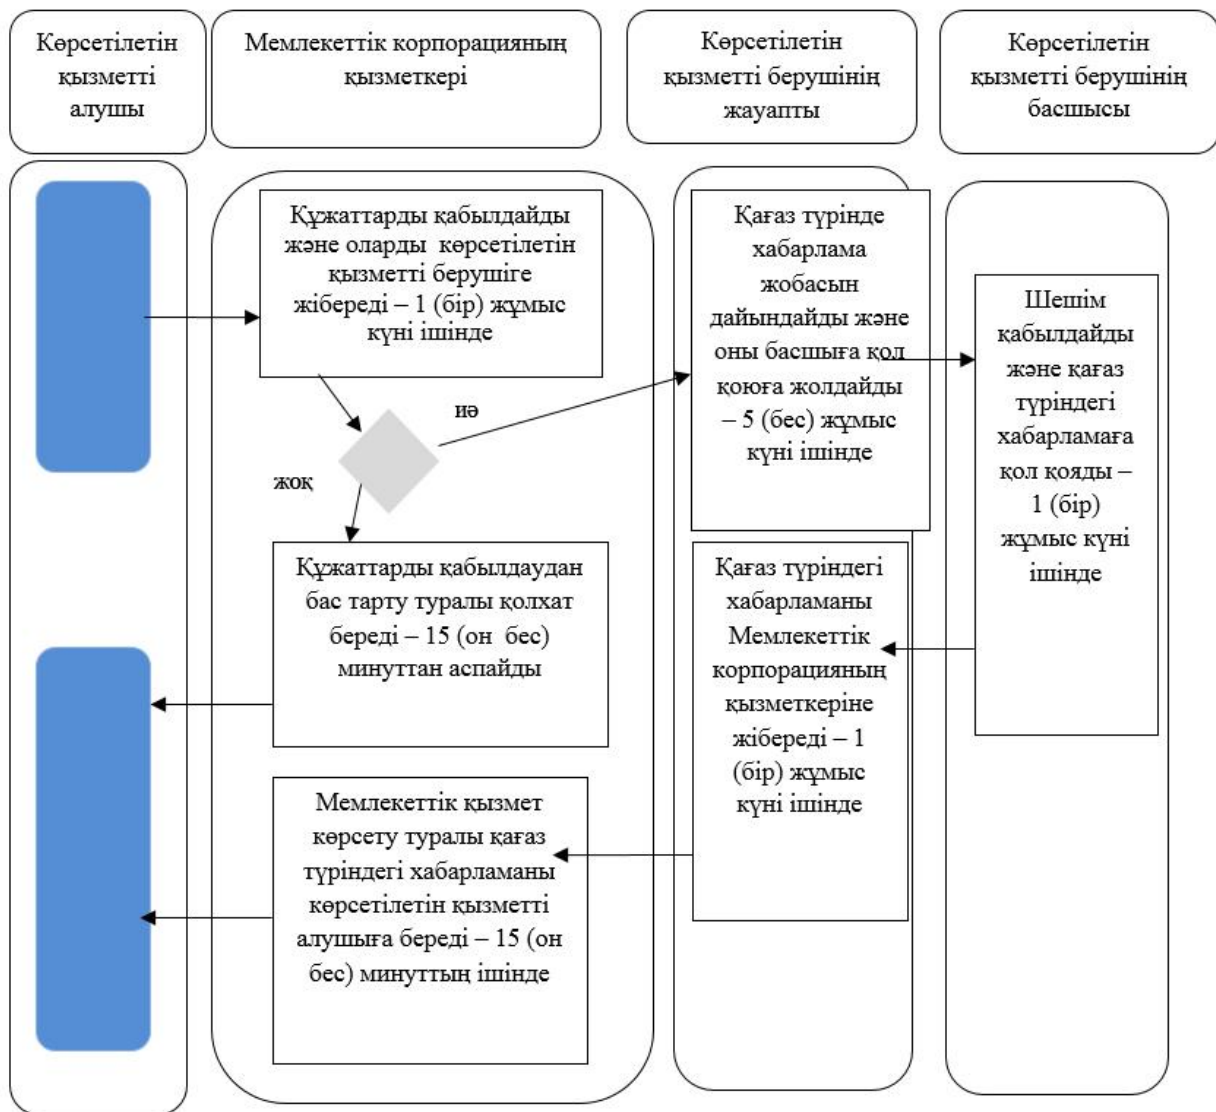 Көрсетілетін
қызметті
алушы
Мемлекеттік корпорацияның
қызметкері
Көрсетілетін
қызметті берушінің
жауапты
Көрсетілетін
қызметті берушінің
басшысы
Құжаттарды қабылдайды
және оларды көрсетілетін
қызметті берушіге
жібереді – 1 (бір) жұмыс
күні ішінде
иә
жоқ
Құжаттарды қабылдаудан
бас тарту туралы қолхат
береді – 15 (он бес)
минуттан аспайды
Мемлекеттік қызмет
көрсету туралы қағаз
түріндегі хабарламаны
көрсетілетін қызметті
алушыға береді – 15 (он
бес) минуттың ішінде
Қағаз түрінде
хабарлама
жобасын
дайындайды және
оны басшыға қол
қоюға жолдайды
– 5 (бес) жұмыс
күні ішінде
Қағаз түріндегі
хабарламаны
Мемлекеттік
корпорацияның
қызметкеріне
жібереді – 1
(бір) жұмыс
күні ішінде
Шешім
қабылдайды
және қағаз
түріндегі
хабарламаға
қол қояды –
1 (бір)
жұмыс күні
ішінде